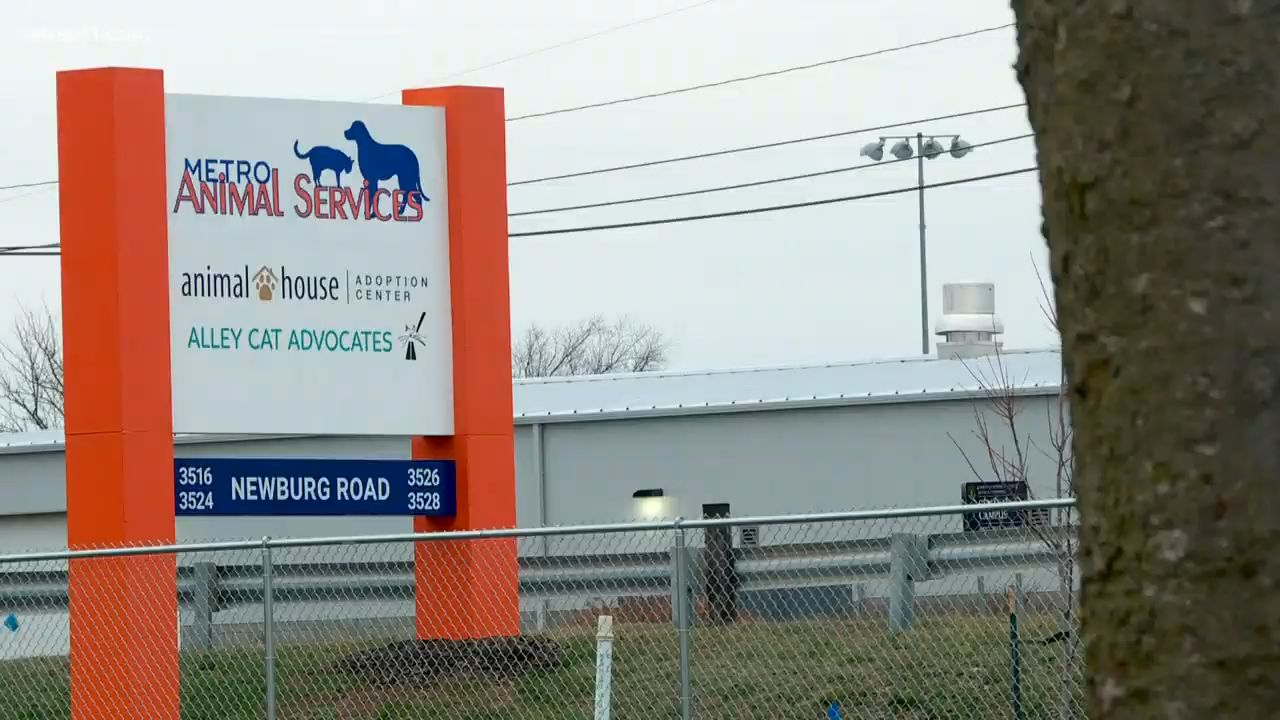 METRO
ANIMAL SERVICES
animal house | ADOPTION CENTER
ALLEY CAT ADVOCATES
3516 NEWBURG ROAD 3526
3524 3528
CAMPUS